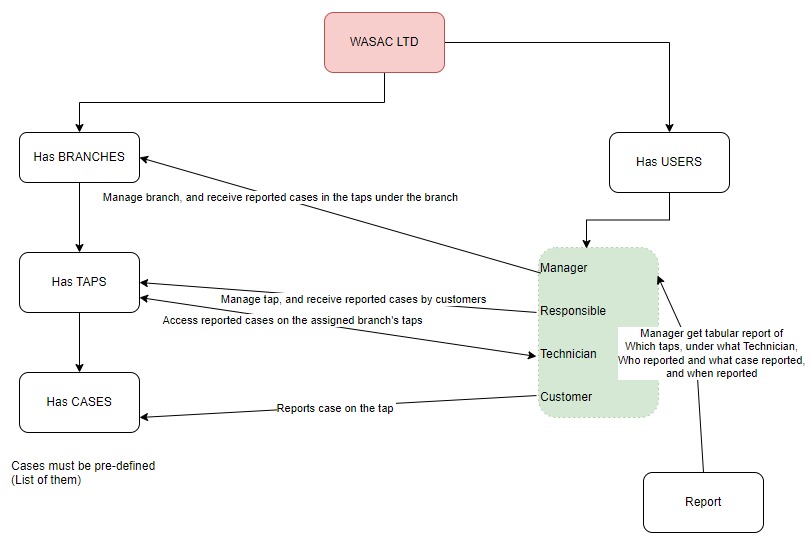 WASAC LTD
Has BRANCHES
Has USERS
Manage branch, and receive reported cases in the taps under the branch
Manager
Has TAPS
Manage tap, and receive reported cases by customers
Responsible
Access reported cases on the assigned branch's taps
Manager get tabular report of
Which taps, under what Technician,
Who reported and what case reported,
and when reported
Technician
Customer
Has CASES
Reports case on the tap
Cases must be pre-defined
(List of them)
Report